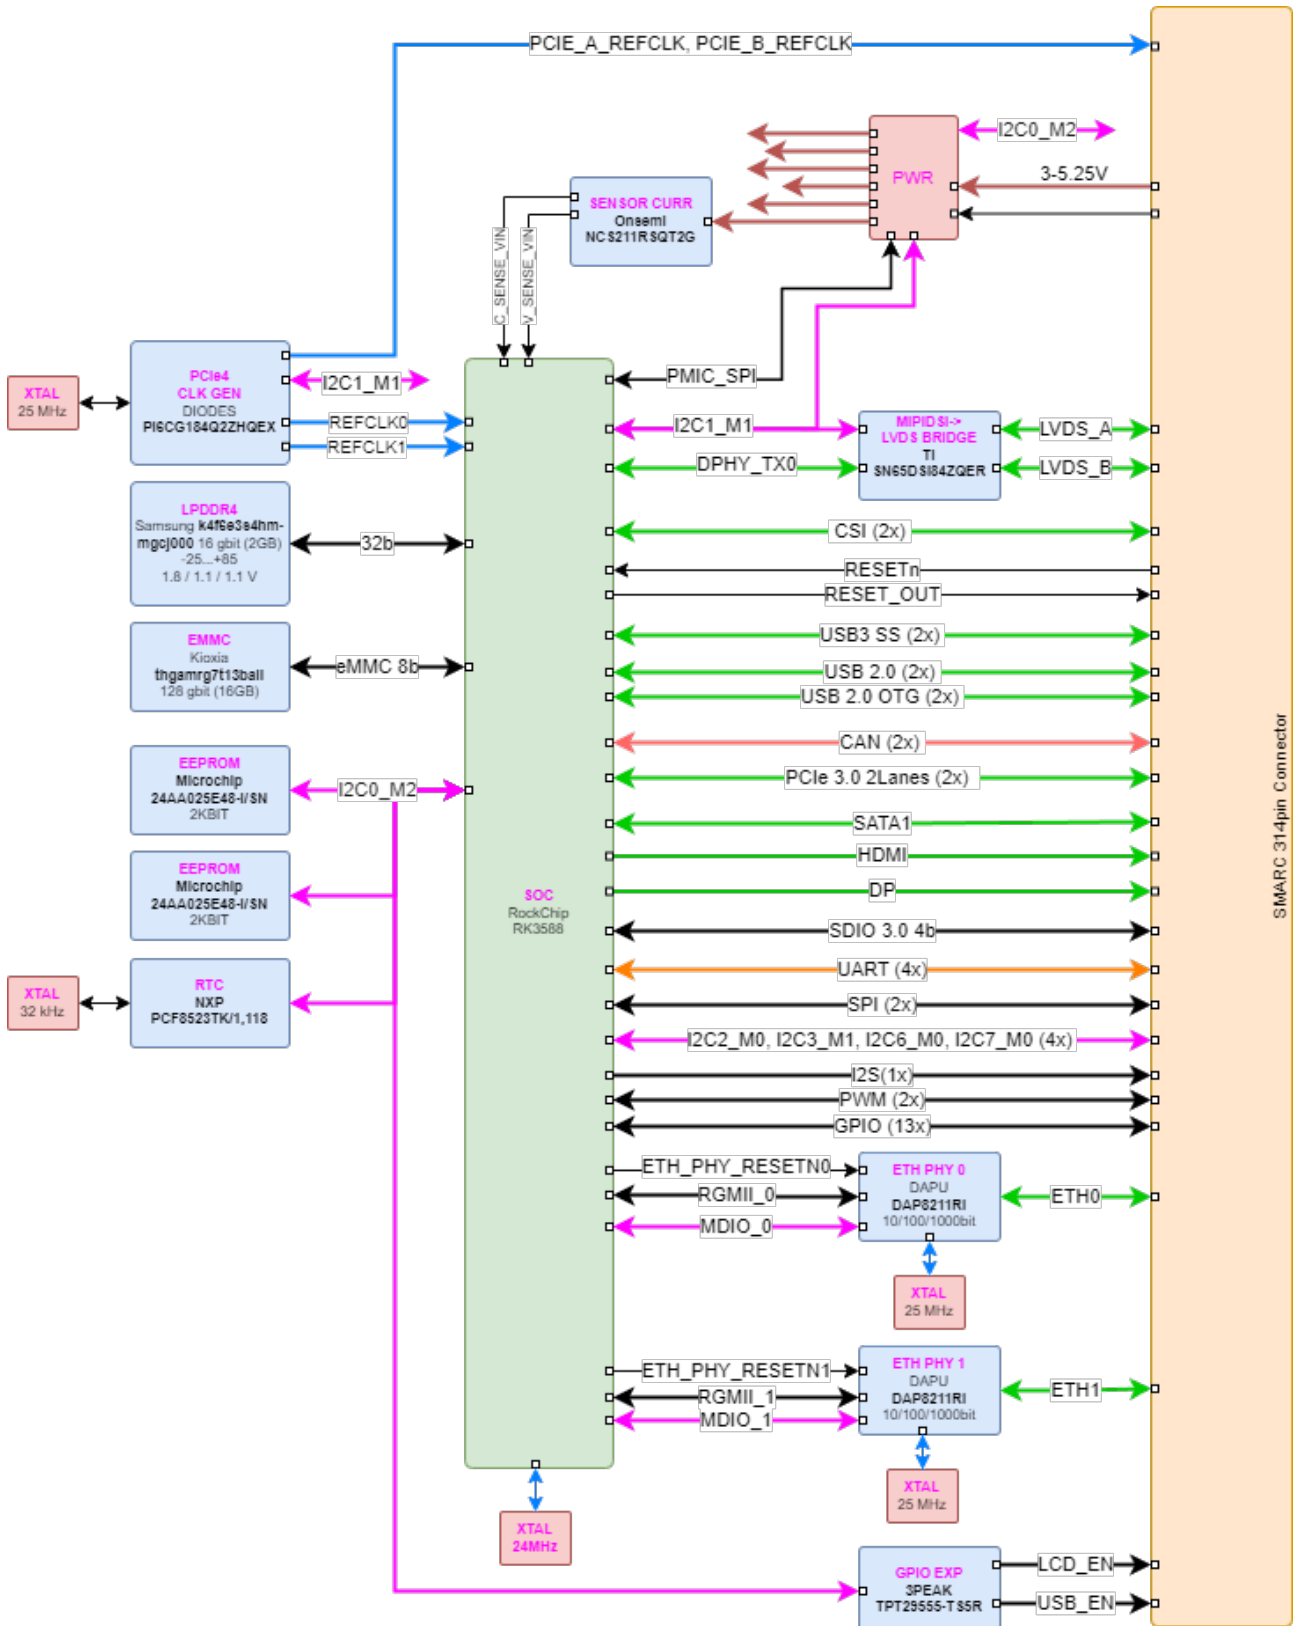 PCIE_A_REFCLK, PCIE_B_REFCLK
I2C0_M2
PWR
3-5.25V
SENSOR CURR
Onsemi
NCS211RSQT2G
C_SENSE_VIN
V_SENSE_VIN
PCIe4
CLK GEN
DIODES
PI6CG184Q2ZHQEX
XTAL
25 MHz
I2C1_M1
REFCLK0
REFCLK1
PMIC_SPI
I2C1_M1
DPHY_TX0
MIPIDSI->
LVDS BRIDGE
TI
SN65DSI84ZQER
LVDS_A
LVDS_B
LPDDR4
Samsung k4f6e3s4hm-
mgcj000 16 gbit (2GB)
-25...+85
1.8 / 1.1 / 1.1 V
32b
CSI (2x)
RESETn
RESET_OUT
EMMC
Kioxia
thgamrg7t13bail
128 gbit (16GB)
eMMC 8b
USB3 SS (2x)
USB 2.0 (2x)
USB 2.0 OTG (2x)
CAN (2x)
PCIe 3.0 2Lanes (2x)
EEPROM
Microchip
24AA025E48-I/SN
2KBIT
I2C0_M2
SATA1
HDMI
DP
EEPROM
Microchip
24AA025E48-I/SN
2KBIT
SOC
RockChip
RK3588
SMARC 314pin Connector
SDIO 3.0 4b
UART (4x)
SPI (2x)
XTAL
32 kHz
RTC
NXP
PCF8523TK/1,118
I2C2_M0, I2C3_M1, I2C6_M0, I2C7_M0 (4x)
I2S(1x)
PWM (2x)
GPIO (13x)
ETH_PHY_RESETN0
RGMII_0
MDIO_0
ETH PHY 0
DAPU
DAP8211RI
10/100/1000bit
ETH0
XTAL
25 MHz
ETH_PHY_RESETN1
RGMII_1
MDIO_1
ETH PHY 1
DAPU
DAP8211RI
10/100/1000bit
ETH1
XTAL
25 MHz
XTAL
24MHz
GPIO EXP
3PEAK
TPT29555-TS5R
LCD_EN
USB_EN